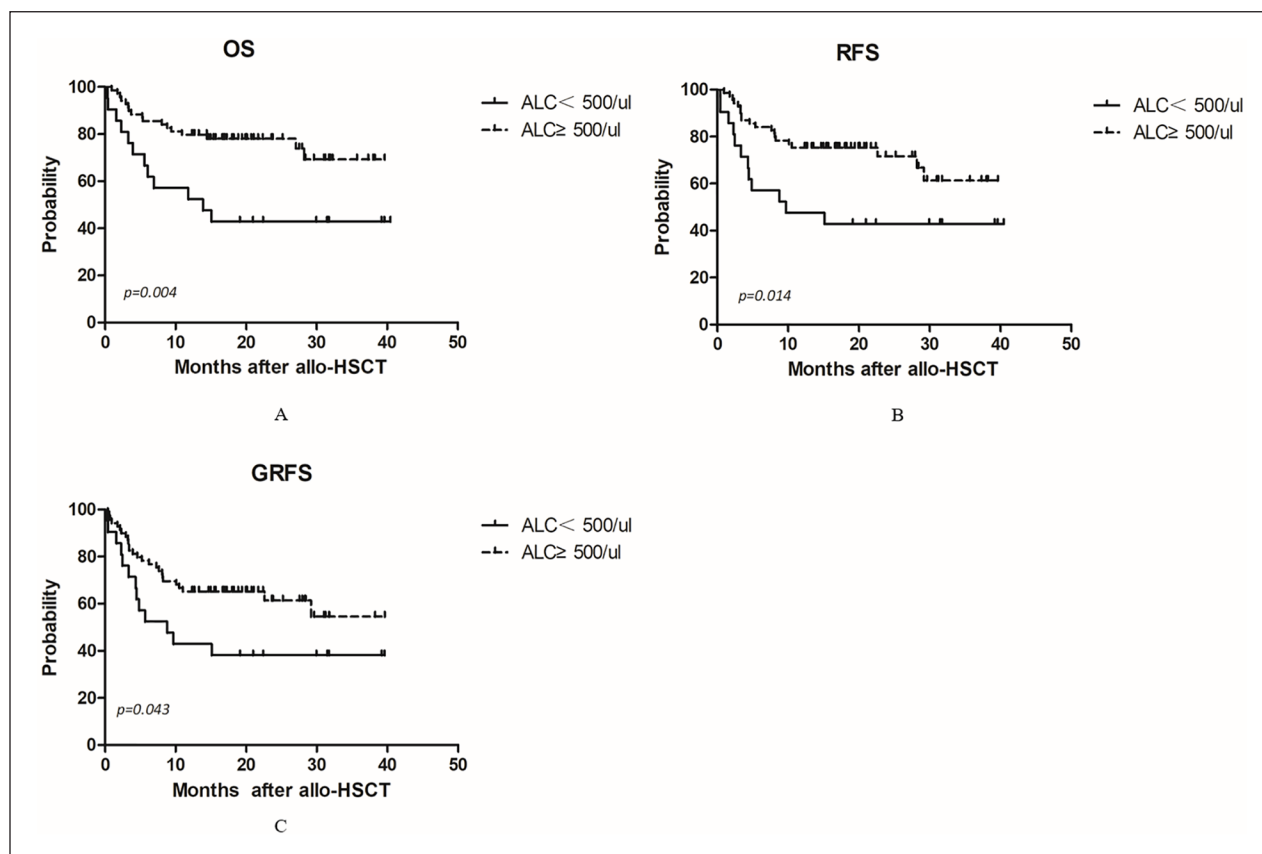 OS
ALC< 500/ul
ALC≥ 500/ul
Probability
100
80
60
40
20
0
p=0.004
0 10 20 30 40 50
Months after allo-HSCT
A
RFS
ALC< 500/ul
ALC≥ 500/ul
Probability
100
80
60
40
20
0
p=0.014
0 10 20 30 40 50
Months after allo-HSCT
B
GRFS
ALC< 500/ul
ALC≥ 500/ul
Probability
100
80
60
40
20
0
p=0.043
0 10 20 30 40 50
Months after allo-HSCT
C